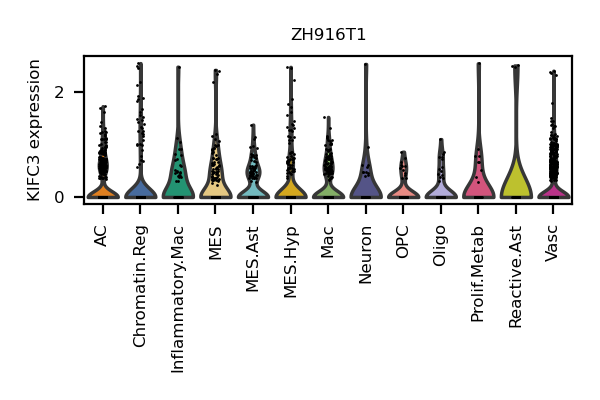 ZH916T1
KIFC3 expression
2
0
AC
Chromatin.Reg
Inflammatory.Mac
MES
MES.Ast
MES.Hyp
Mac
Neuron
OPC
Oligo
Prolif.Metab
Reactive.Ast
Vasc